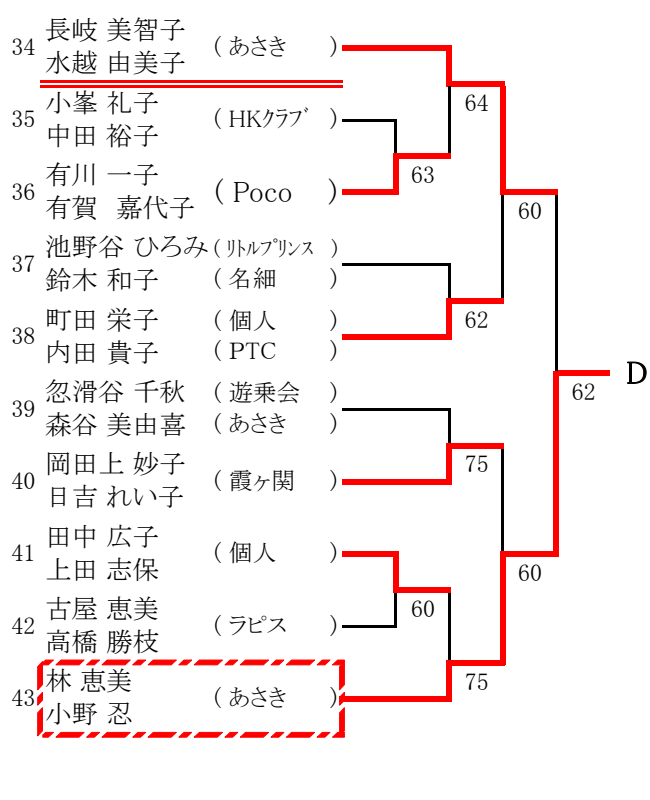 34 長岐 美智子 (あさき )
水越 由美子
64
35 小峯 礼子 (HKクラブ )
中田 裕子
63
36 有川 一子 (Poco )
有賀 嘉代子
60
37 池野谷 ひろみ (リトルプリンス )
鈴木 和子 (名細 )
62
38 町田 栄子 (個人 )
内田 貴子 (PTC )
62 D
39 忽滑谷 千秋 (遊乗会 )
森谷 美由喜 (あさき )
75
40 岡田上 妙子 (霞ヶ関 )
日吉 れい子
60
41 田中 広子 (個人 )
上田 志保
60
42 古屋 恵美 (ラピス )
高橋 勝枝
75
43 林 恵美 (あさき )
小野 忍